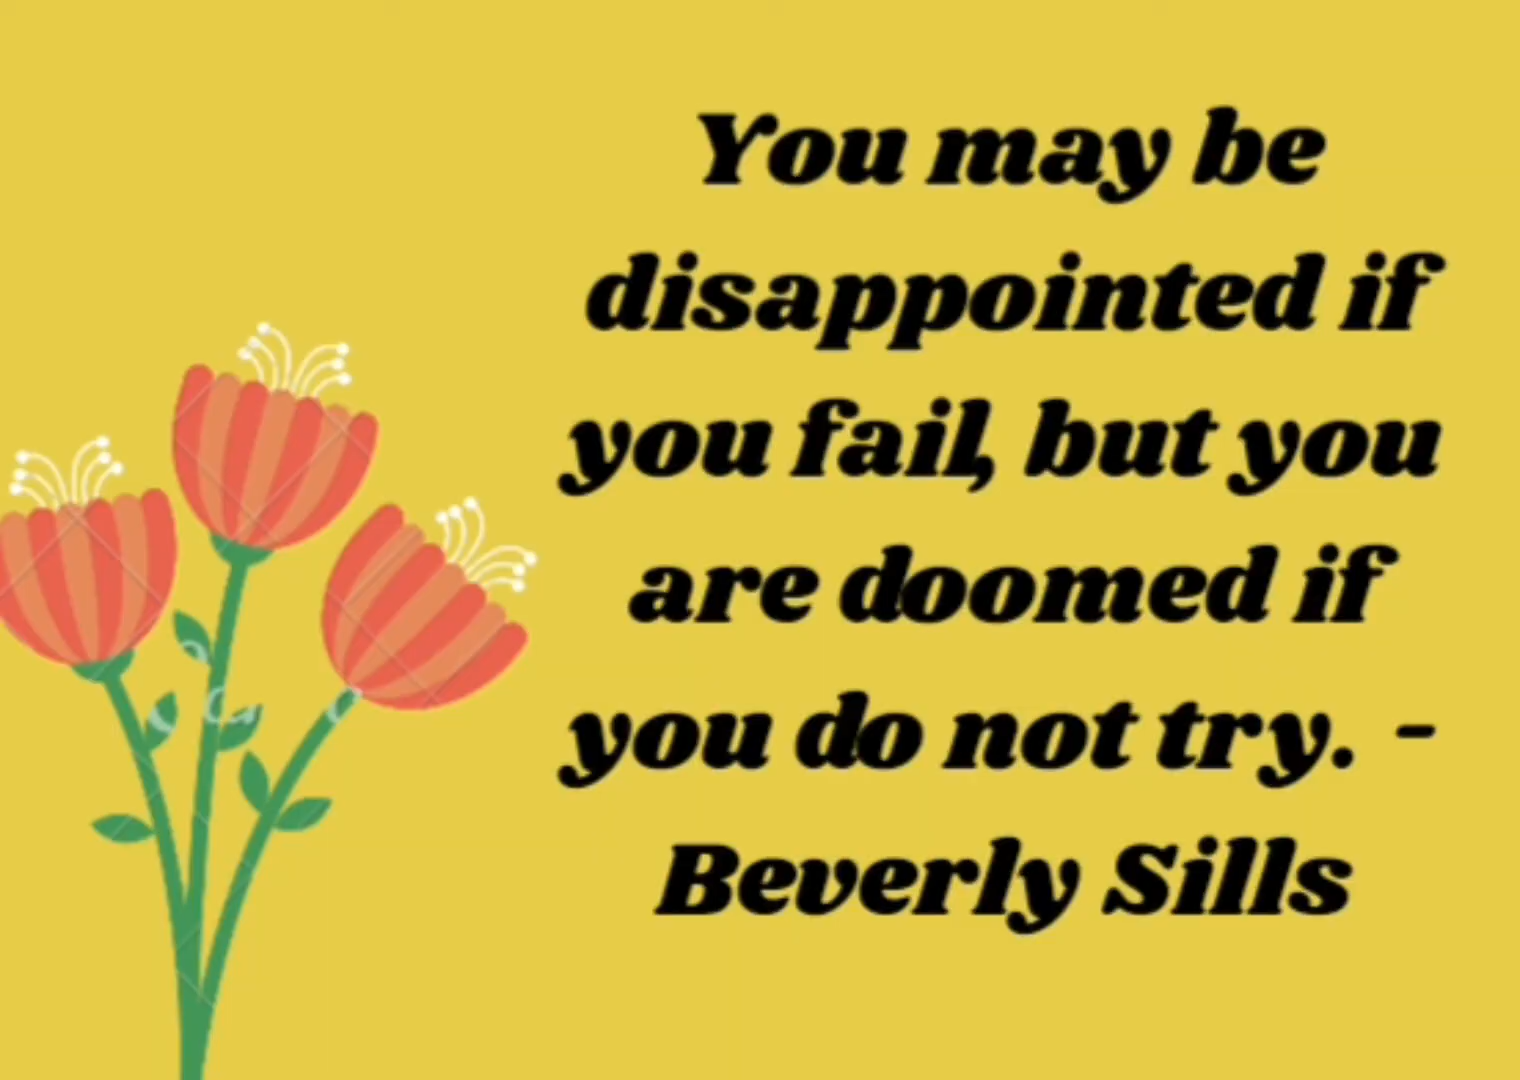 You may be
disappointed if
you fail, but you
are doomed if
you do not try. -
Beverly Sills